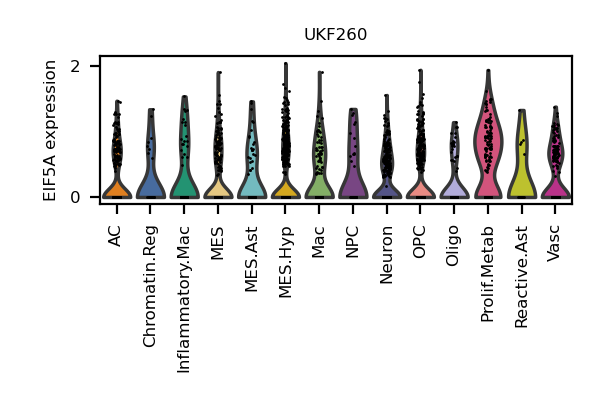 UKF260
EIF5A expression
2
0
AC
Chromatin.Reg
Inflammatory.Mac
MES
MES.Ast
MES.Hyp
Mac
NPC
Neuron
OPC
Oligo
Prolif.Metab
Reactive.Ast
Vasc